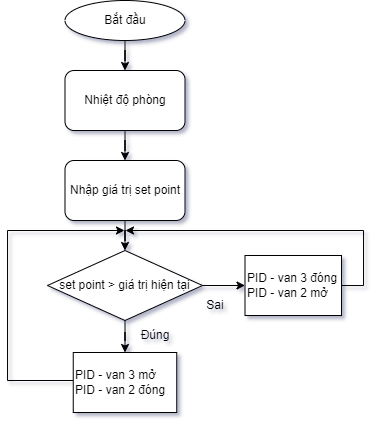 Bắt đầu
Nhiệt độ phòng
Nhập giá trị set point
set point > giá trị hiện tại
PID - van 3 đóng
PID - van 2 mở
Sai
Đúng
PID - van 3 mở
PID - van 2 đóng